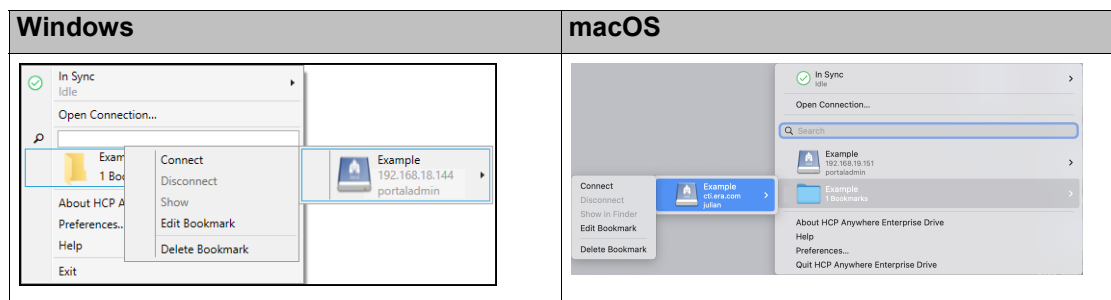 Windows
macOS
In Sync
Idle
Open Connection...
Exam
1 Boo
Connect
Disconnect
Show
Edit Bookmark
Delete Bookmark
Example
192.168.18.144
portaladmin
About HCP A
Preferences..
Help
Exit
In Sync
Idle
Open Connection...
Search
Example
192.168.19.151
portaladmin
Example
1 Bookmarks
Connect
Disconnect
Show in Finder
Edit Bookmark
Delete Bookmark
Example
cti.era.com
julian
About HCP Anywhere Enterprise Drive
Help
Preferences...
Quit HCP Anywhere Enterprise Drive